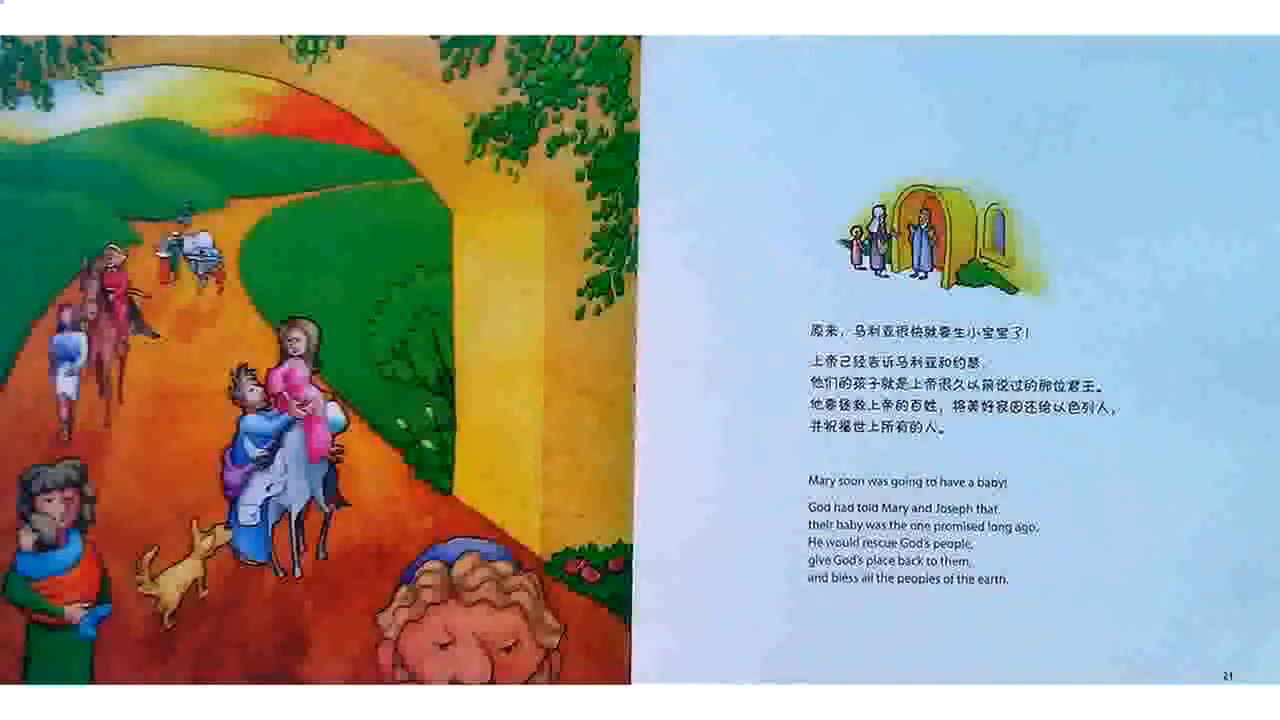 原来，马利亚很快就要生小宝宝了！
上帝已经告诉马利亚和约瑟，
他们的孩子就是上帝很久以前说过的那位君王。
他要拯救上帝的百姓，将美好家园还给以色列人，
并祝福世上所有的人。
Mary soon was going to have a baby!
God had told Mary and Joseph that
their baby was the one promised long ago.
He would rescue God's people,
give God's place back to them,
and bless all the peoples of the earth.
21